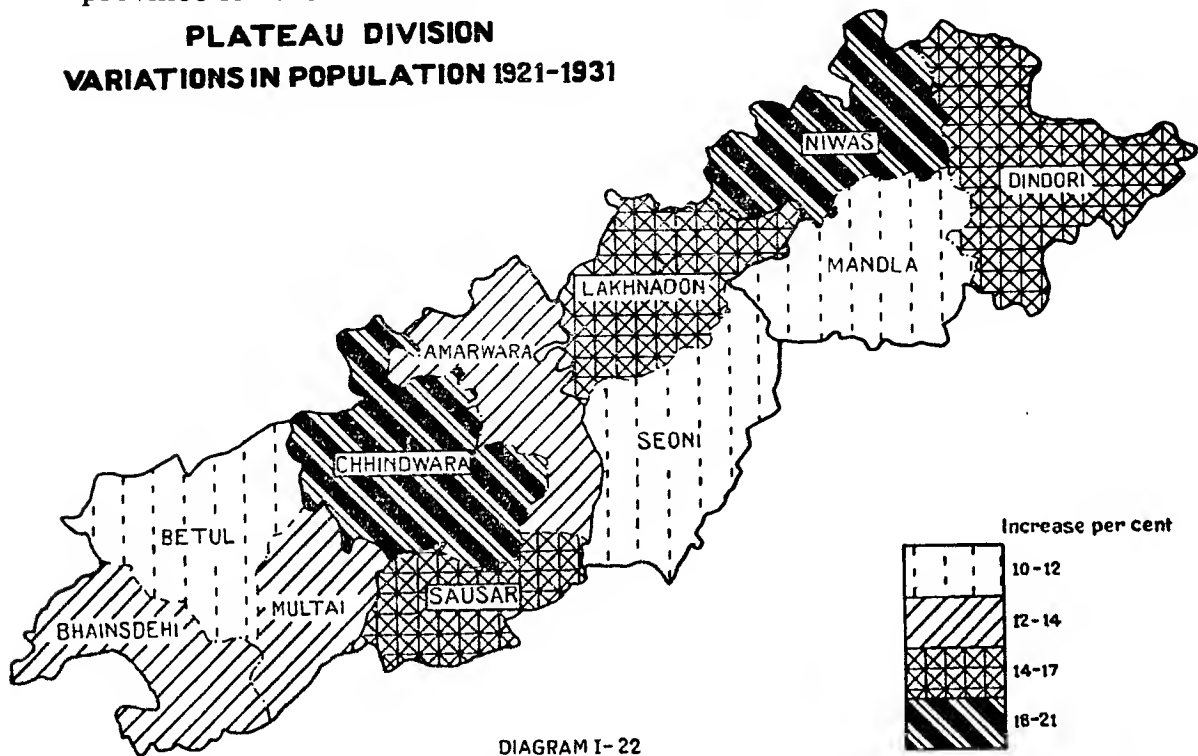 PLATEAU DIVISION
VARIATIONS IN POPULATION 1921-1931
NIWAS
DINDORI
MANDLA
LAKHNADON
AMARWARA
SEONI
CHHINDWARA
BETUL
SAUSAR
MULTAI
BHAINSDEHI
Increase per cent
10-12
12-14
14-17
18-21
DIAGRAM I-22